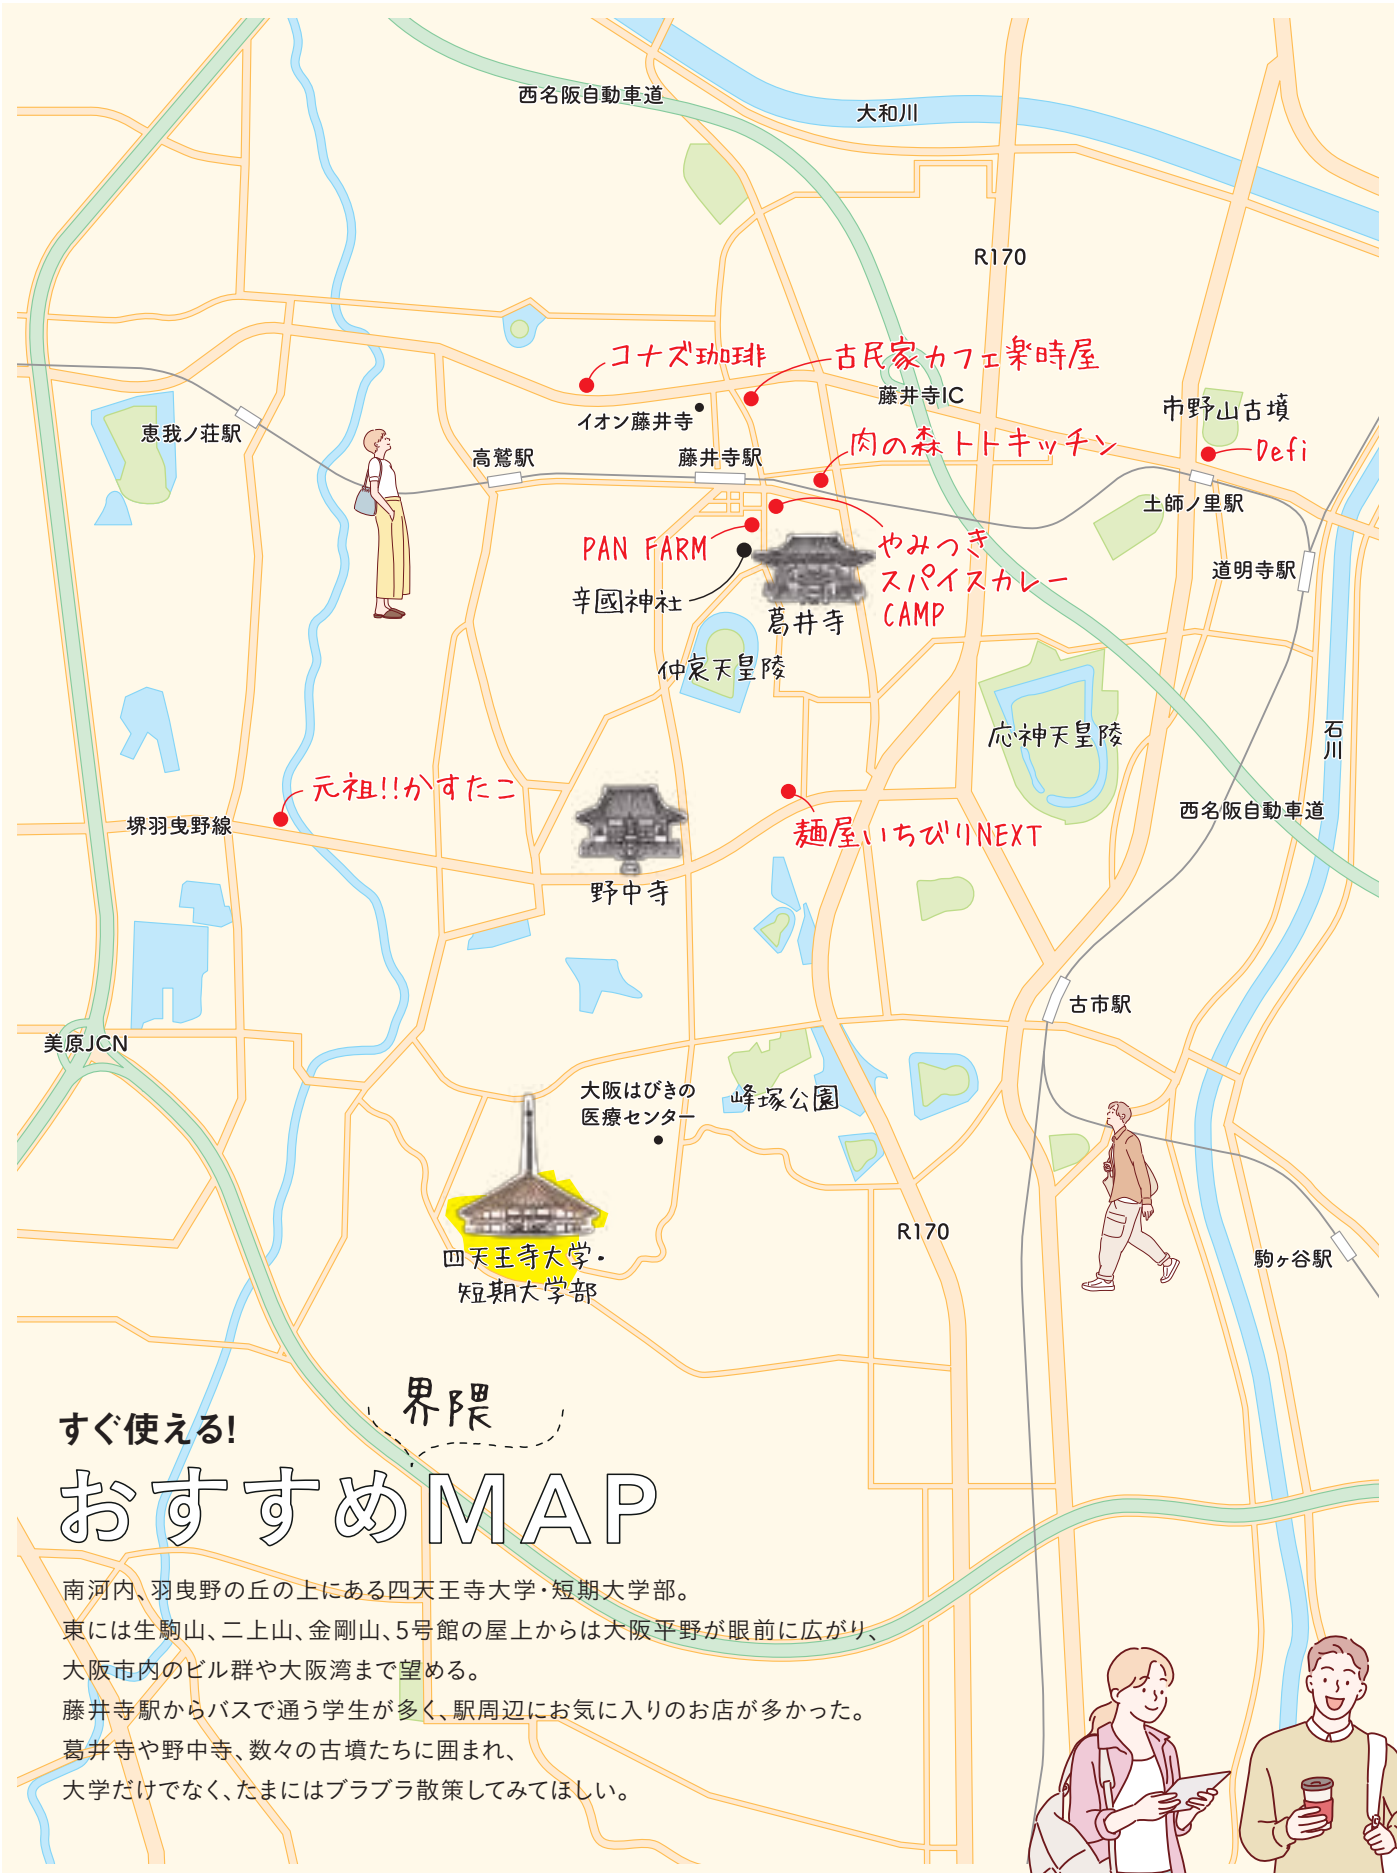 西名阪自動車道
大和川
R170
コナズ珈琲
古民家カフェ楽時屋
藤井寺IC
イオン藤井寺
市野山古墳
恵我ノ荘駅
高鷲駅
藤井寺駅
肉の森トトキッチン
Defi
土師ノ里駅
PAN FARM
やみつき
スパイスカレー
CAMP
道明寺駅
辛國神社
葛井寺
仲哀天皇陵
応神天皇陵
石川
元祖!!かすたこ
堺羽曳野線
西名阪自動車道
麺屋いちびりNEXT
野中寺
古市駅
美原JCN
大阪はびきの
医療センター
峰塚公園
R170
四天王寺大学・
短期大学部
駒ヶ谷駅
界隈
すぐ使える!
おすすめMAP
南河内、羽曳野の丘の上にある四天王寺大学・短期大学部。
東には生駒山、二上山、金剛山、5号館の屋上からは大阪平野が眼前に広がり、
大阪市内のビル群や大阪湾まで望める。
藤井寺駅からバスで通う学生が多く、駅周辺にお気に入りのお店が多かった。
葛井寺や野中寺、数々の古墳たちに囲まれ、
大学だけでなく、たまにはブラブラ散策してみてほしい。